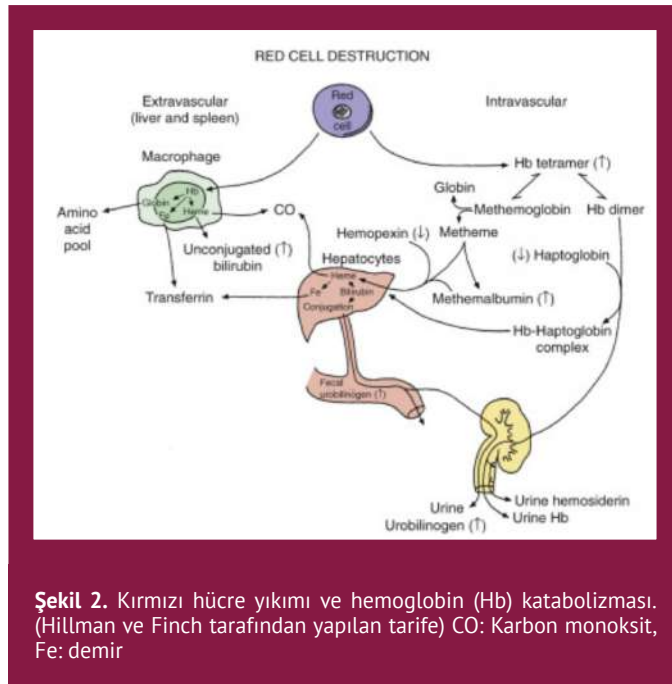 RED CELL DESTRUCTION
Extravascular
(liver and spleen)
Red
cell
Intravascular
Macrophage
Hb
Globin
Fe
Heme
Amino
acid
pool
CO
Unconjugated (↑)
bilirubin
Transferrin
Hb tetramer (↑)
Globin
Methemoglobin
Hb dimer
Metheme
Hemopexin (↓)
(↓) Haptoglobin
Hepatocytes
Heme
Fe
Bilirubin
Conjugation
Methemalbumin (↑)
Hb-Haptoglobin
complex
Fecal
urobilinogen (↑)
Urine
Urobilinogen (↑)
Urine hemosiderin
Urine Hb
Şekil 2. Kırmızı hücre yıkımı ve hemoglobin (Hb) katabolizması.
(Hillman ve Finch tarafından yapılan tarife) CO: Karbon monoksit,
Fe: demir